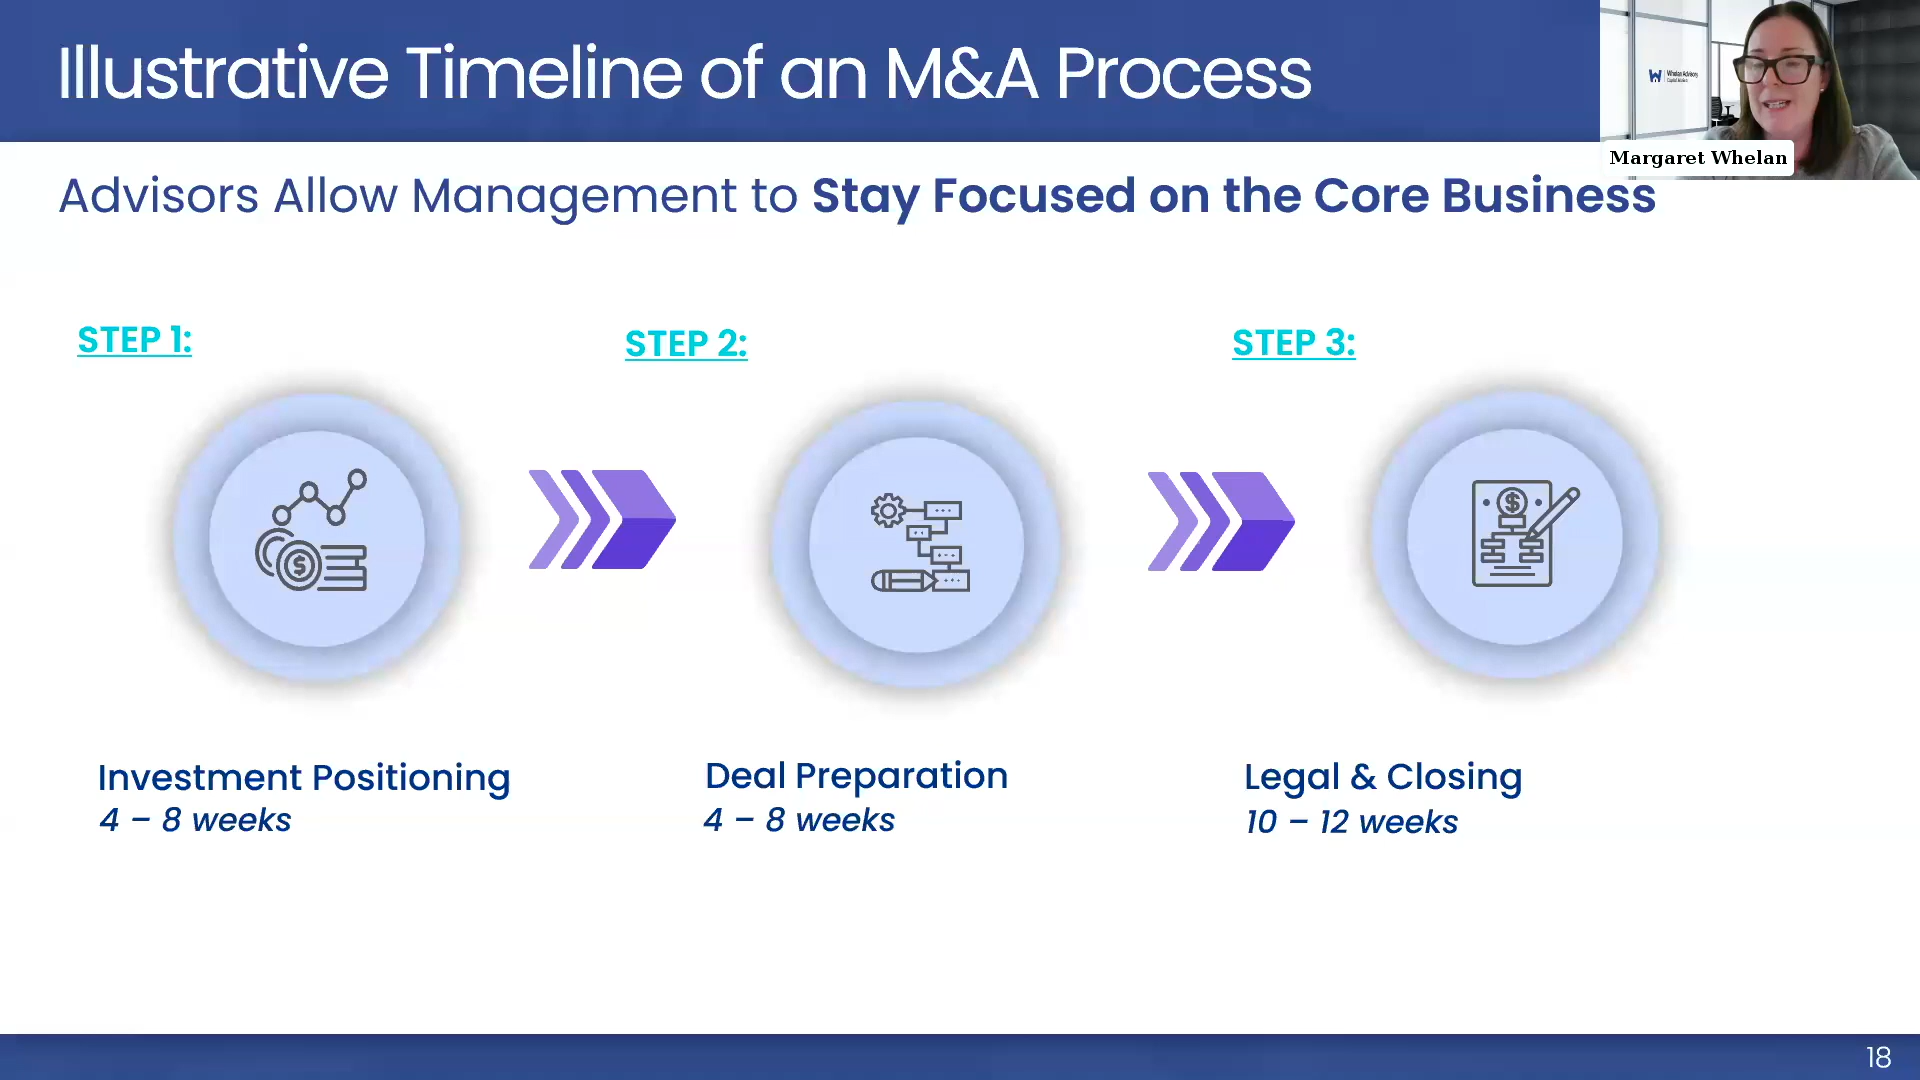 Illustrative Timeline of an M&A Process
Whelan Advisory
Margaret Whelan
Advisors Allow Management to Stay Focused on the Core Business
STEP 1:
STEP 2:
STEP 3:
Investment Positioning
4 – 8 weeks
Deal Preparation
4 – 8 weeks
Legal & Closing
10 – 12 weeks
18